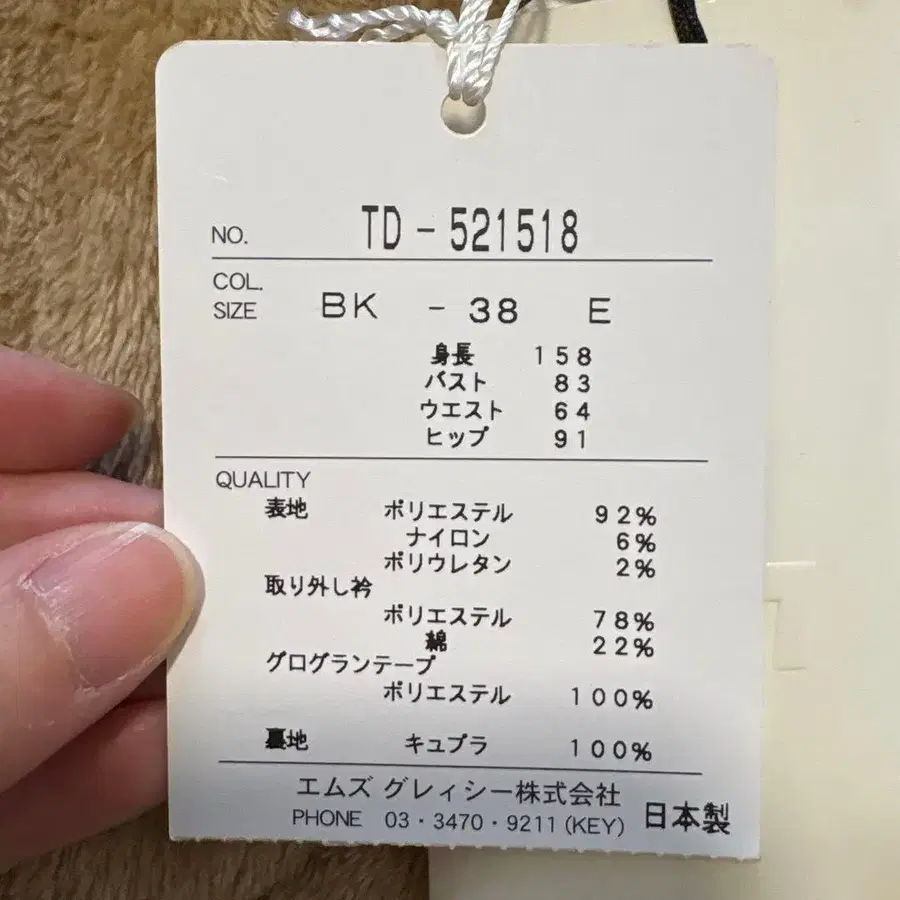 NO. TD-521518
COL.
SIZE BK - 38 E
身長 158
バスト 83
ウエスト 64
ヒップ 91
QUALITY
表地 ポリエステル 92%
ナイロン 6%
ポリウレタン 2%
取り外し衿
ポリエステル 78%
綿 22%
グログランテープ
ポリエステル 100%
裏地 キュプラ 100%
エムズ グレィシー株式会社
PHONE 03・3470・9211(KEY) 日本製